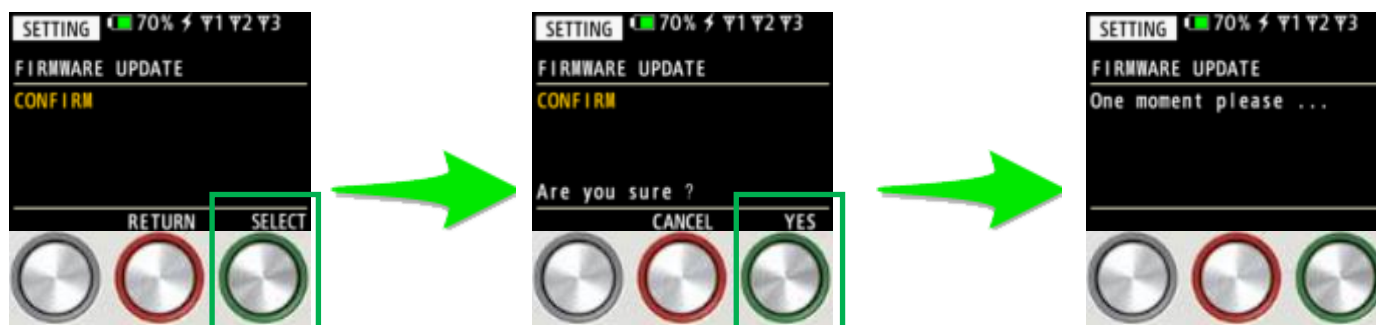 SETTING 70% 1 2 3
FIRMWARE UPDATE
CONFIRM
RETURN SELECT
SETTING 70% 1 2 3
FIRMWARE UPDATE
CONFIRM
Are you sure ?
CANCEL YES
SETTING 70% 1 2 3
FIRMWARE UPDATE
One moment please ...